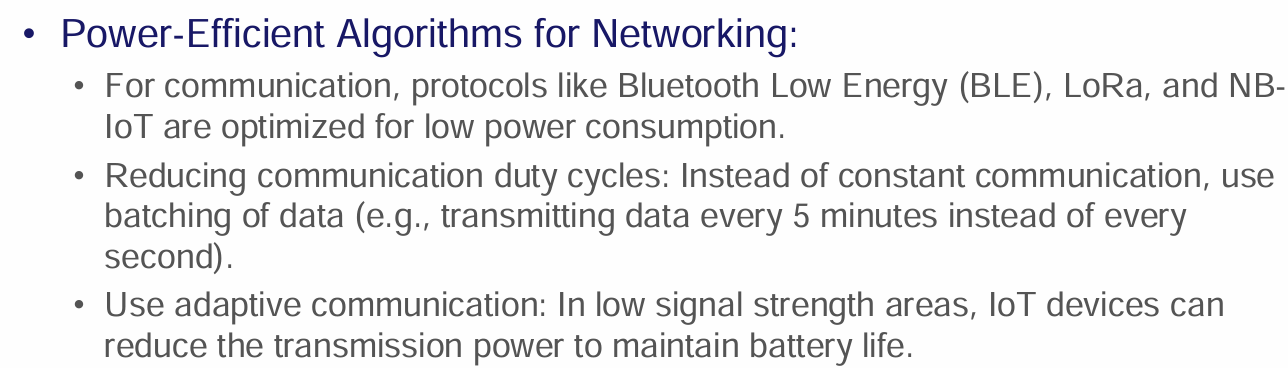 • Power-Efficient Algorithms for Networking:
• For communication, protocols like Bluetooth Low Energy (BLE), LoRa, and NB-
IoT are optimized for low power consumption.
• Reducing communication duty cycles: Instead of constant communication, use
batching of data (e.g., transmitting data every 5 minutes instead of every
second).
• Use adaptive communication: In low signal strength areas, IoT devices can
reduce the transmission power to maintain battery life.